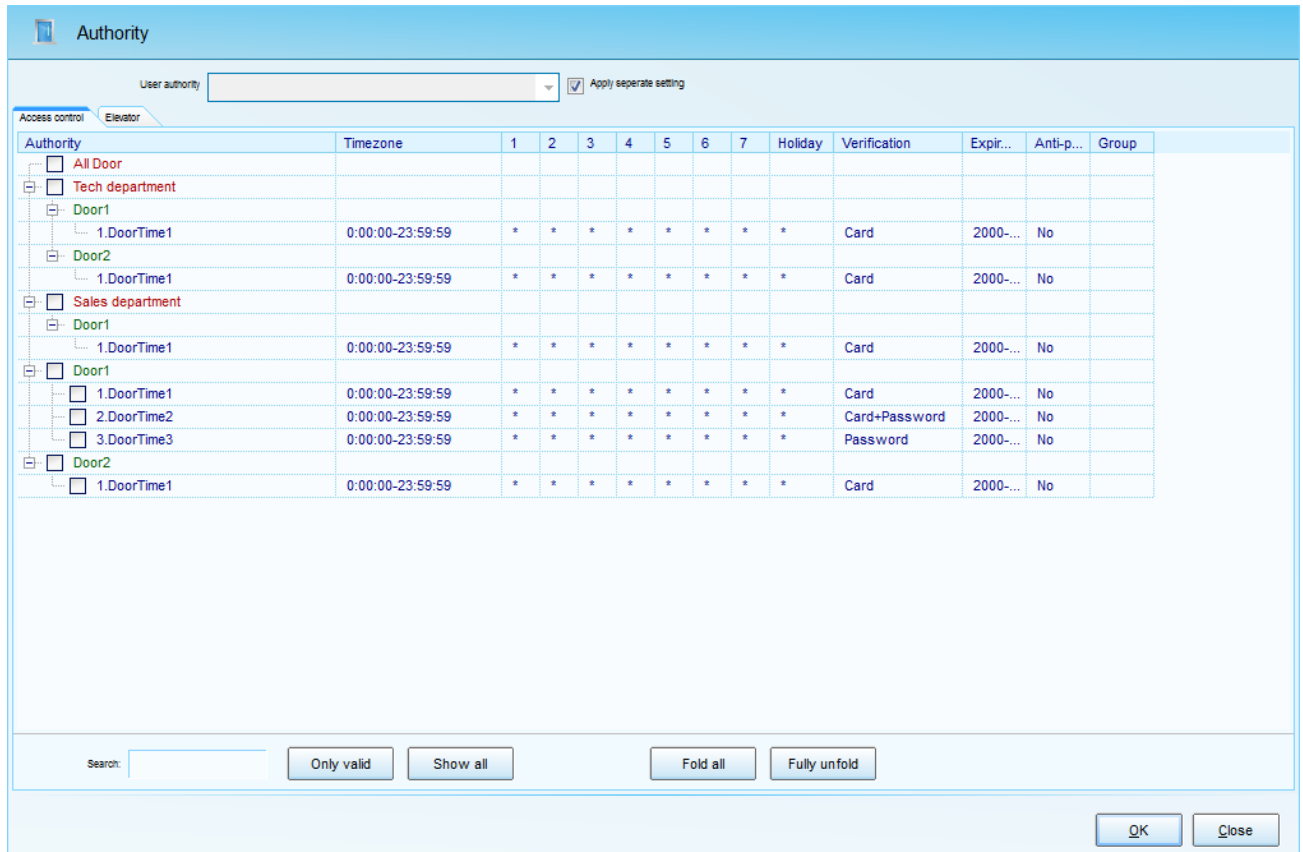 Authority
User authority Apply seperate setting
Access control Elevator
Authority Timezone 1 2 3 4 5 6 7 Holiday Verification Expir... Anti-p... Group
All Door
Tech department
Door1
1.DoorTime1 0:00:00-23:59:59 * * * * * * * * Card 2000-... No
Door2
1.DoorTime1 0:00:00-23:59:59 * * * * * * * * Card 2000-... No
Sales department
Door1
1.DoorTime1 0:00:00-23:59:59 * * * * * * * * Card 2000-... No
Door1
1.DoorTime1 0:00:00-23:59:59 * * * * * * * * Card 2000-... No
2.DoorTime2 0:00:00-23:59:59 * * * * * * * * Card+Password 2000-... No
3.DoorTime3 0:00:00-23:59:59 * * * * * * * * Password 2000-... No
Door2
1.DoorTime1 0:00:00-23:59:59 * * * * * * * * Card 2000-... No
Search: Only valid Show all Fold all Fully unfold
OK Close